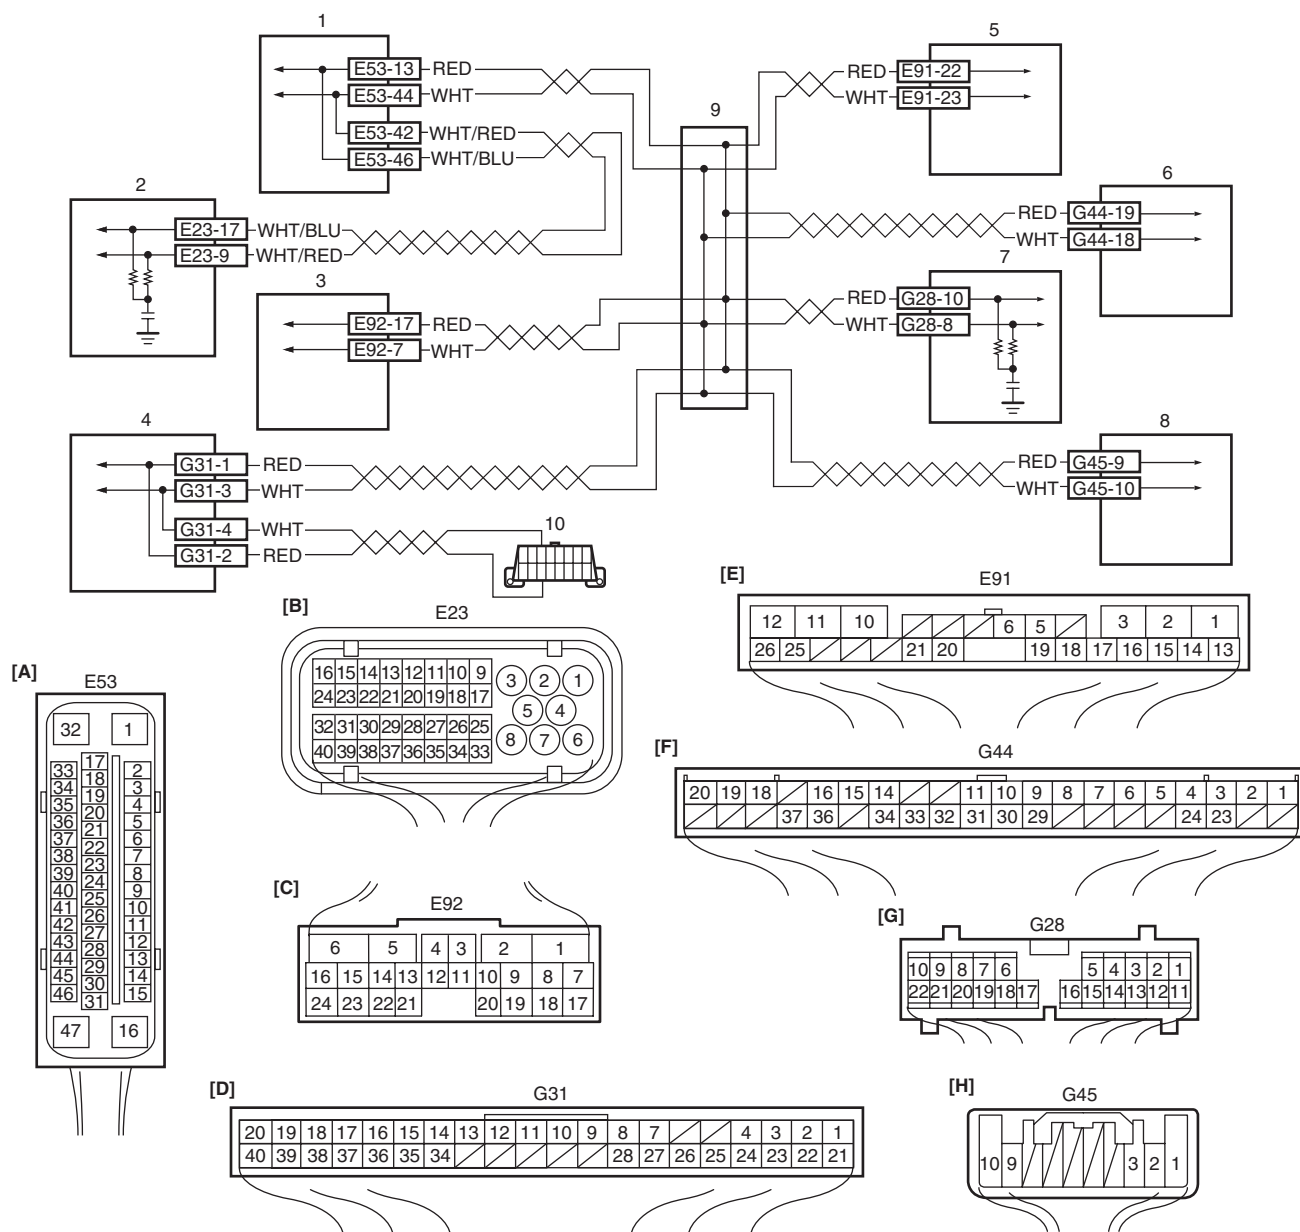 1
E53-13 RED
E53-44 WHT
E53-42 WHT/RED
E53-46 WHT/BLU
2
E23-17 WHT/BLU
E23-9 WHT/RED
3
E92-17 RED
E92-7 WHT
4
G31-1 RED
G31-3 WHT
G31-4 WHT
G31-2 RED
9
10
5
RED E91-22
WHT E91-23
6
RED G44-19
WHT G44-18
7
RED G28-10
WHT G28-8
8
RED G45-9
WHT G45-10
[A]
E53
32 1
17
33 18 2
34 19 3
35 20 4
36 21 5
37 22 6
38 23 7
39 24 8
40 25 9
41 26 10
42 27 11
43 28 12
44 29 13
45 30 14
46 31 15
47 16
[B]
E23
16 15 14 13 12 11 10 9
24 23 22 21 20 19 18 17
32 31 30 29 28 27 26 25
40 39 38 37 36 35 34 33
3 2 1
5 4
8 7 6
[C]
E92
6 5 4 3 2 1
16 15 14 13 12 11 10 9 8 7
24 23 22 21 20 19 18 17
[D]
G31
20 19 18 17 16 15 14 13 12 11 10 9 8 7 4 3 2 1
40 39 38 37 36 35 34 28 27 26 25 24 23 22 21
[E]
E91
12 11 10 6 5 3 2 1
26 25 21 20 19 18 17 16 15 14 13
[F]
G44
20 19 18 16 15 14 11 10 9 8 7 6 5 4 3 2 1
37 36 34 33 32 31 30 29 24 23
[G]
G28
10 9 8 7 6 5 4 3 2 1
22 21 20 19 18 17 16 15 14 13 12 11
[H]
G45
10 9 3 2 1